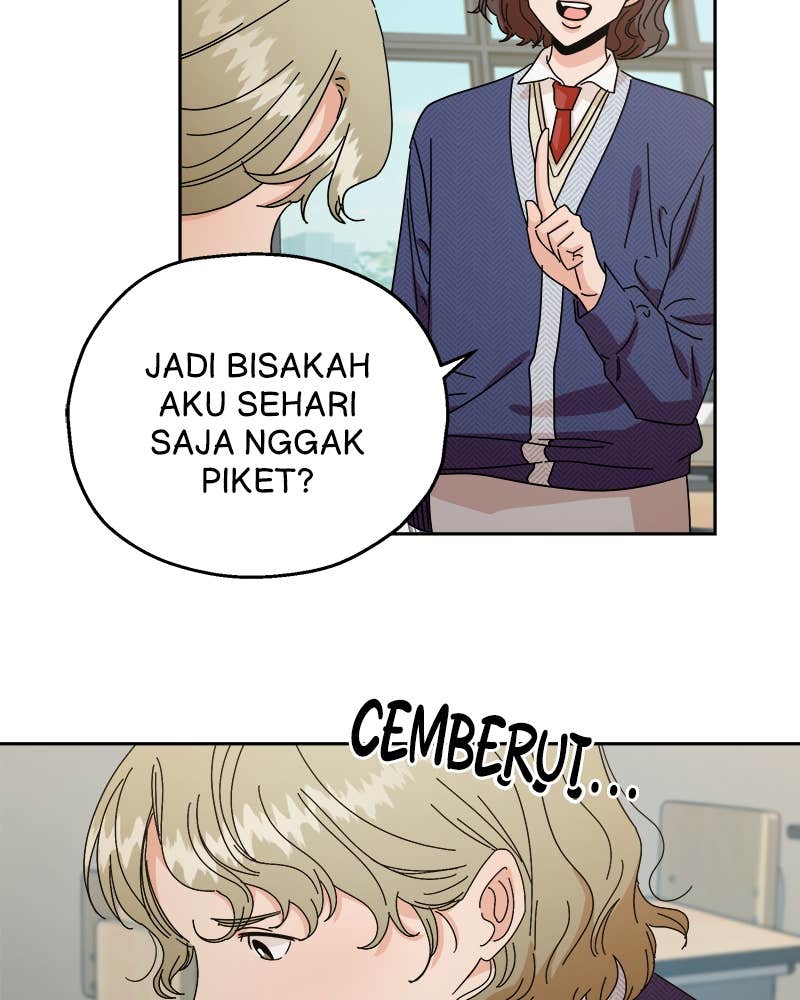 JADI BISAKAH
AKU SEHARI
SAJA NGGAK
PIKET?
CEMBERUT...